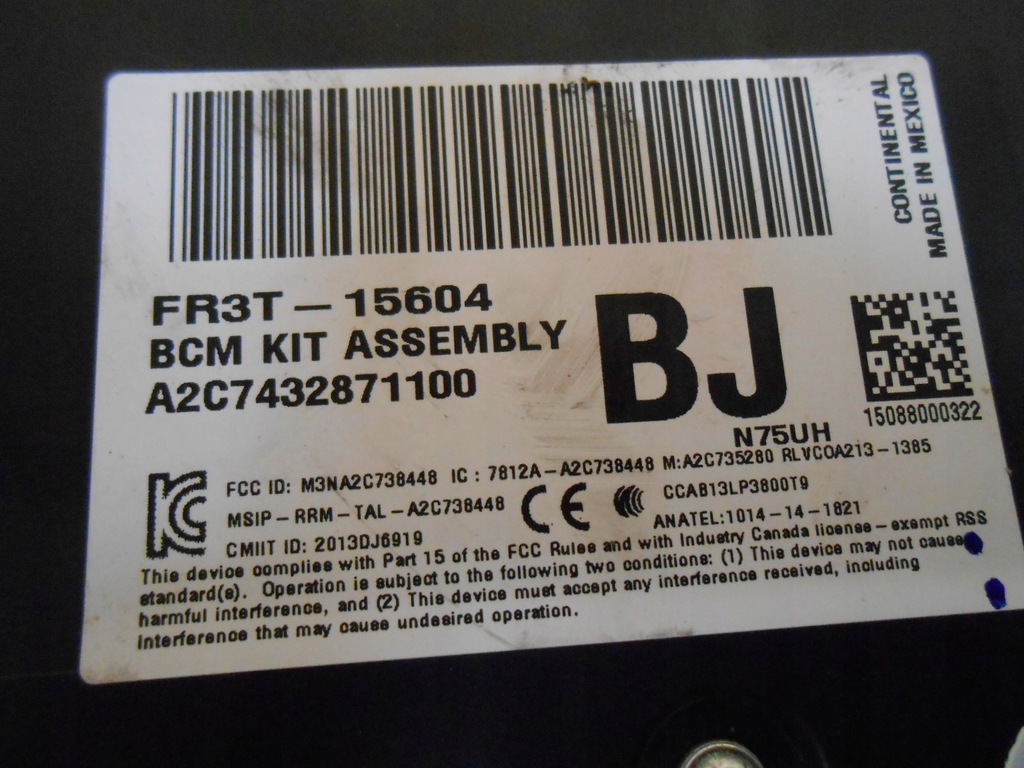 CONTINENTAL
MADE IN MEXICO
FR3T-15604
BCM KIT ASSEMBLY
A2C7432871100
BJ
15088000322
N75UH
FCC ID: M3NA2C738448 IC: 7812A-A2C738448 M:A2C735280 RLVCOA213-1385
MSIP-RRM-TAL-A2C738448 CE CCAB13LP3800T9
ANATEL:1014-14-1821
CMIIT ID: 2013DJ6919
This device complies with Part 15 of the FCC Rules and with Industry Canada license-exempt RSS
standard(s). Operation is subject to the following two conditions: (1) This device may not cause
harmful interference, and (2) This device must accept any interference received, including
interference that may cause undesired operation.